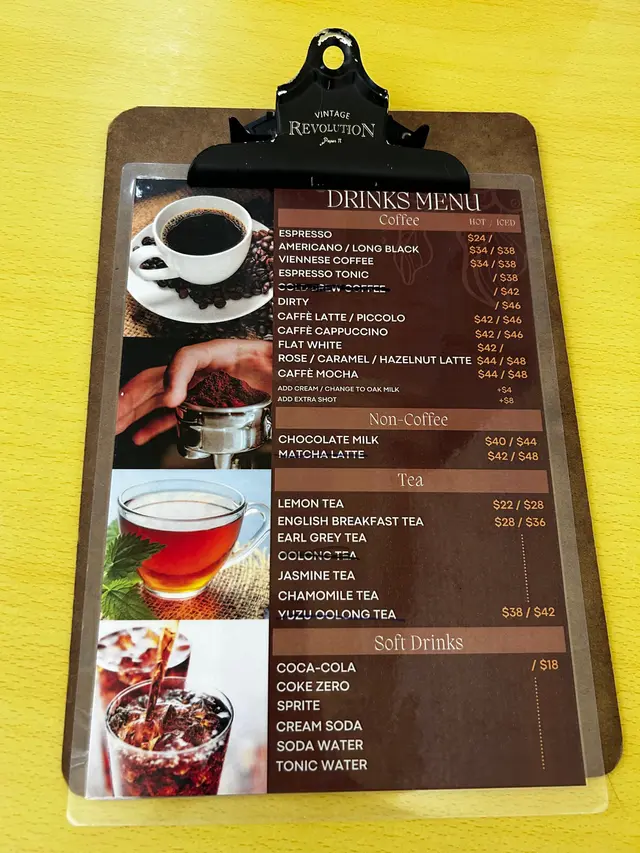 VINTAGE
REVOLUTION
Paper π
DRINKS MENU
Coffee HOT / ICED
ESPRESSO $24 /
AMERICANO / LONG BLACK $34 / $38
VIENNESE COFFEE $34 / $38
ESPRESSO TONIC / $38
COLD BREW COFFEE / $42
DIRTY / $46
CAFFÈ LATTE / PICCOLO $42 / $46
CAFFÈ CAPPUCCINO $42 / $46
FLAT WHITE $42 /
ROSE / CARAMEL / HAZELNUT LATTE $44 / $48
CAFFÈ MOCHA $44 / $48
ADD CREAM / CHANGE TO OAK MILK +$4
ADD EXTRA SHOT +$8
Non-Coffee
CHOCOLATE MILK $40 / $44
MATCHA LATTE $42 / $48
Tea
LEMON TEA $22 / $28
ENGLISH BREAKFAST TEA $28 / $36
EARL GREY TEA
OOLONG TEA
JASMINE TEA
CHAMOMILE TEA
YUZU OOLONG TEA $38 / $42
Soft Drinks
COCA-COLA / $18
COKE ZERO
SPRITE
CREAM SODA
SODA WATER
TONIC WATER